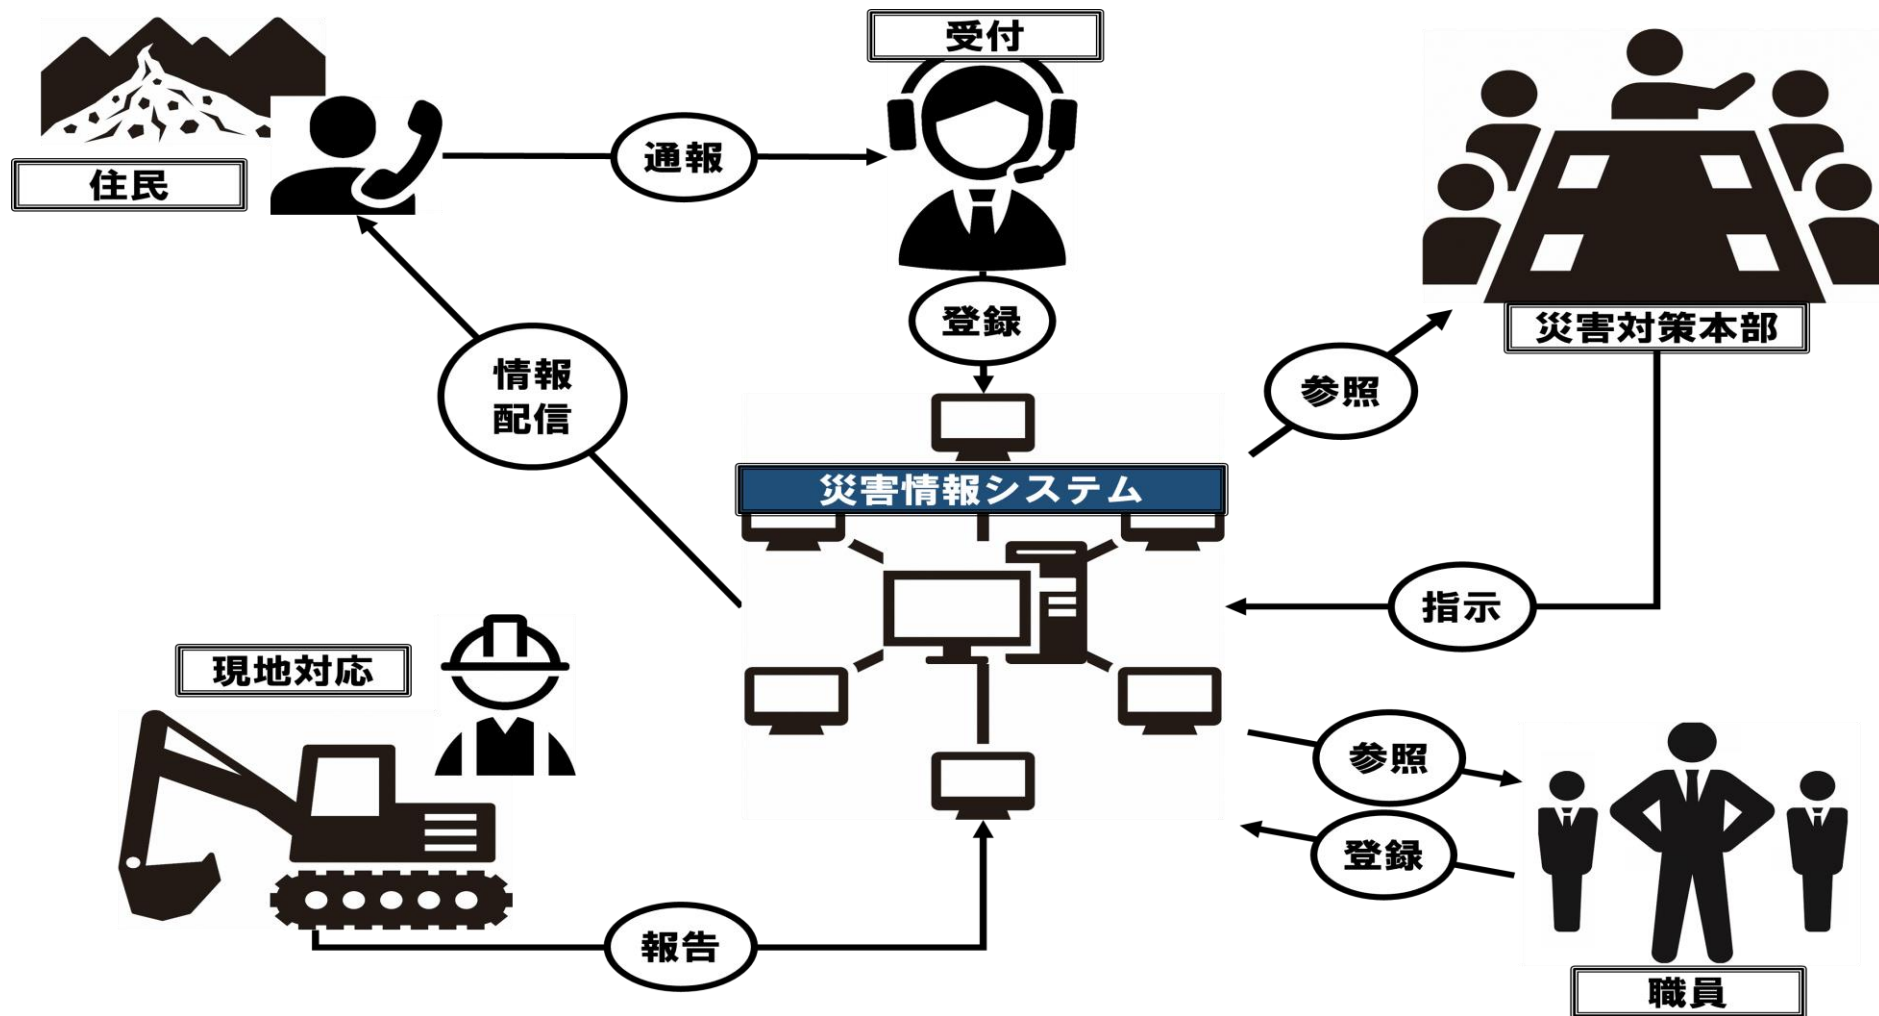 受付
通報
住民
登録
災害対策本部
情報
配信
参照
災害情報システム
指示
現地対応
参照
登録
報告
職員